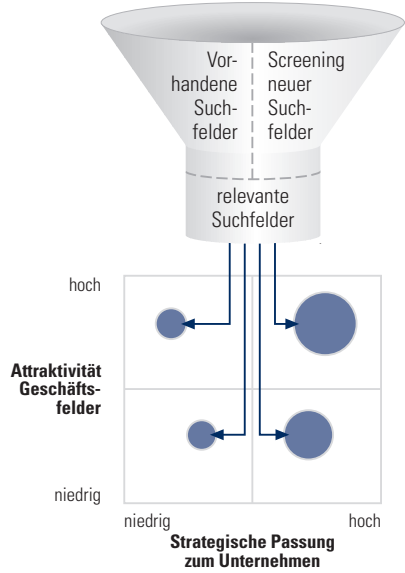 Vor-
handene
Such-
felder
Screening
neuer
Such-
felder
relevante
Suchfelder
hoch
Attraktivität
Geschäfts-
felder
niedrig
niedrig
hoch
Strategische Passung
zum Unternehmen